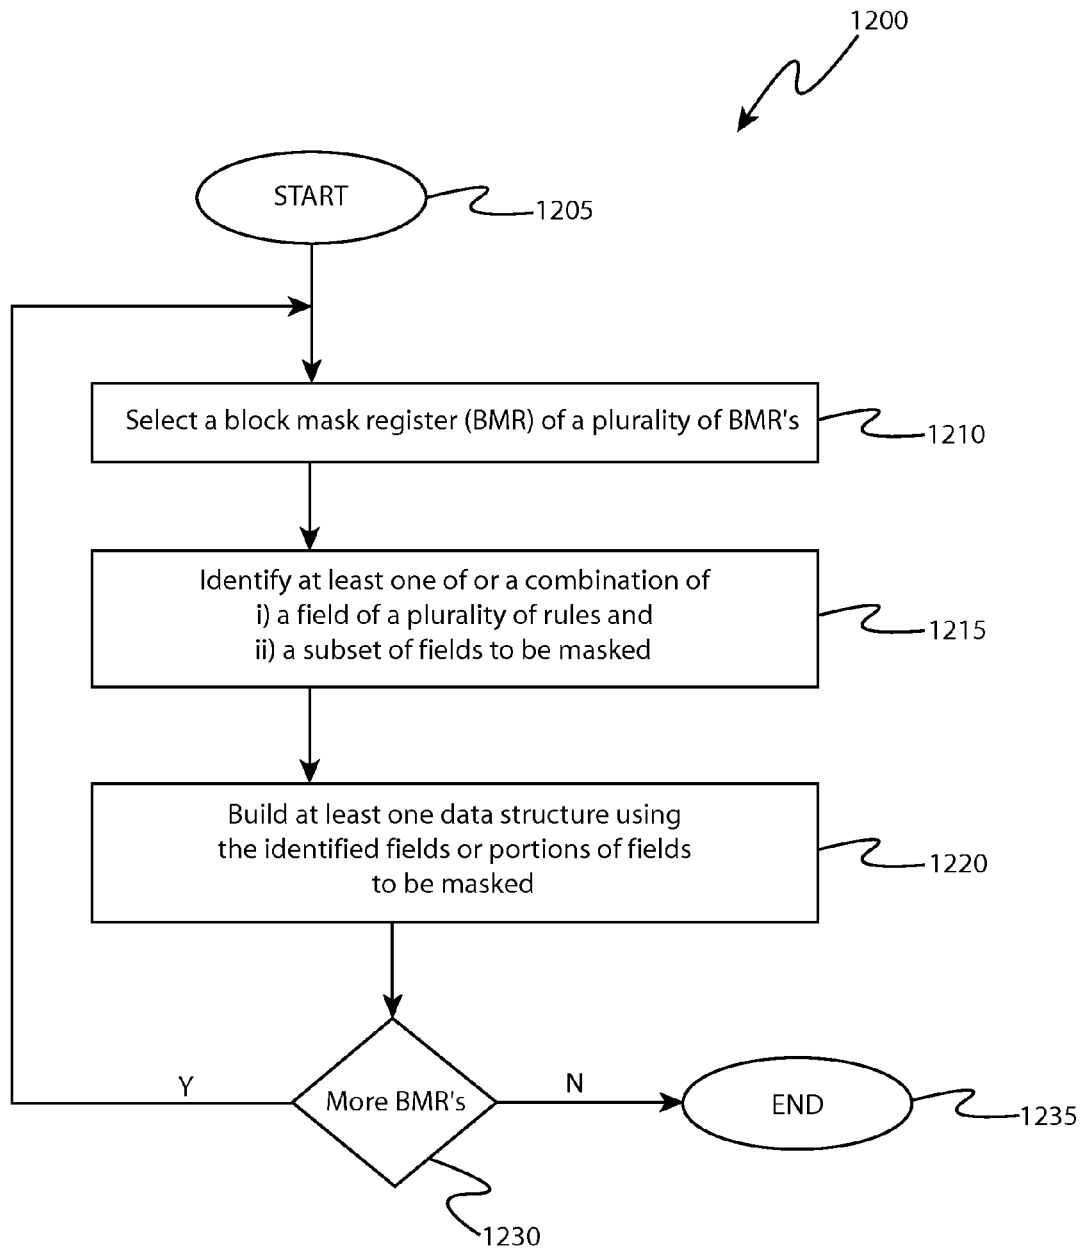 1200
START
1205
Select a block mask register (BMR) of a plurality of BMR's
1210
Identify at least one of or a combination of
i) a field of a plurality of rules and
ii) a subset of fields to be masked
1215
Build at least one data structure using
the identified fields or portions of fields
to be masked
1220
Y
More BMR's
N
END
1235
1230